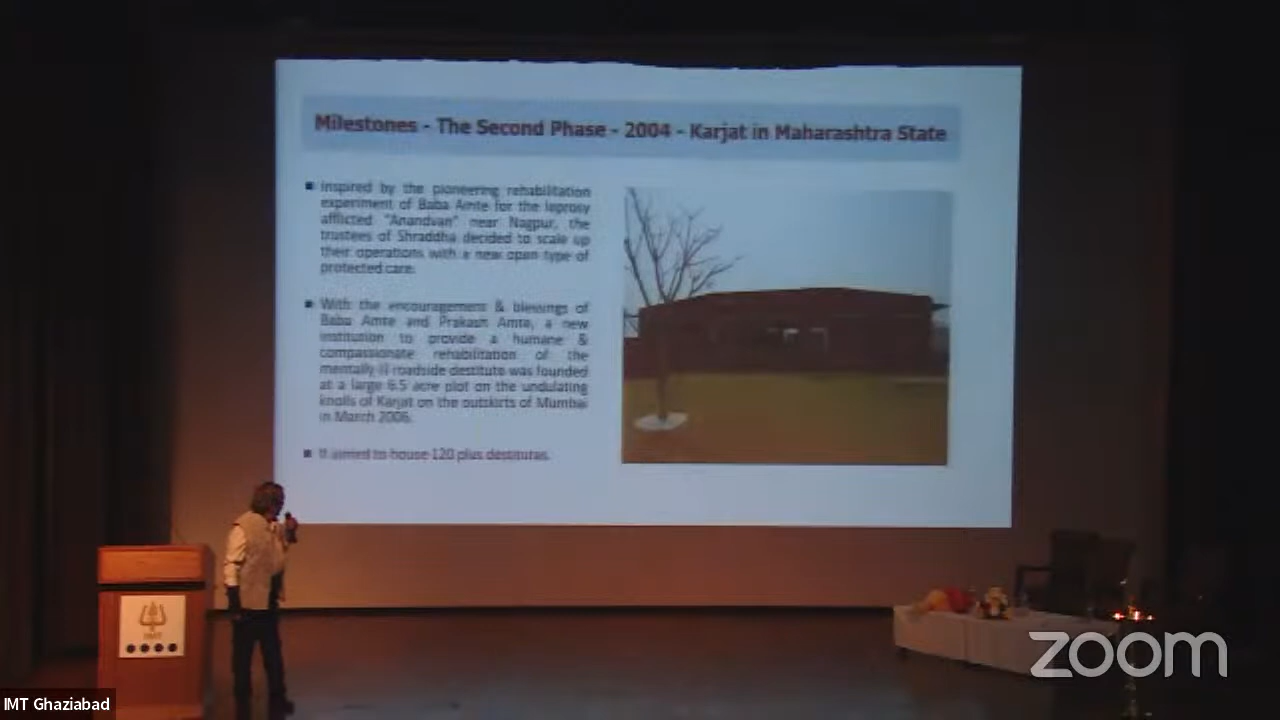 Milestones - The Second Phase - 2004 - Karjat in Maharashtra State
Inspired by the pioneering rehabilitation
experiment of Baba Amte for the leprosy
afflicted "Anandvan" near Nagpur, the
trustees of Shraddha decided to scale up
their operations with a new open type of
protected care.
With the encouragement & blessings of
Baba Amte and Prakash Amte, a new
institution to provide a humane &
compassionate rehabilitation of the
mentally ill roadside destitute was founded
at a large 6.5 acre plot on the undulating
knolls of Karjat on the outskirts of Mumbai
in March 2006.
It aimed to house 120 plus destitutes.
IMT
IMT Ghaziabad
zoom